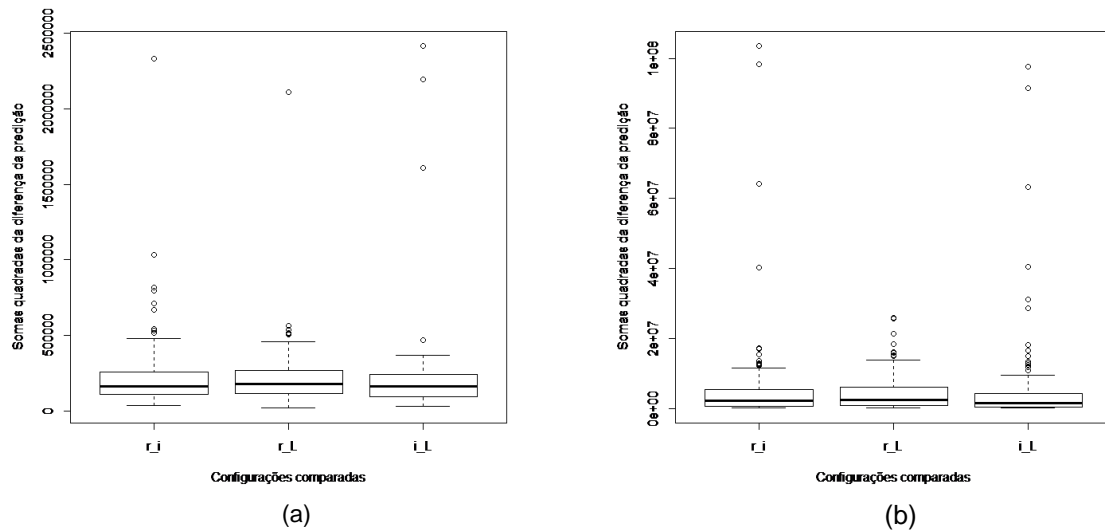 Somas quadradas da diferença da predição
2500000
2000000
1500000
1000000
500000
0
r_i
r_L
i_L
Configurações comparadas
(a)
Somas quadradas da diferença da predição
1e+08
8e+07
6e+07
4e+07
2e+07
0e+00
r_i
r_L
i_L
Configurações comparadas
(b)